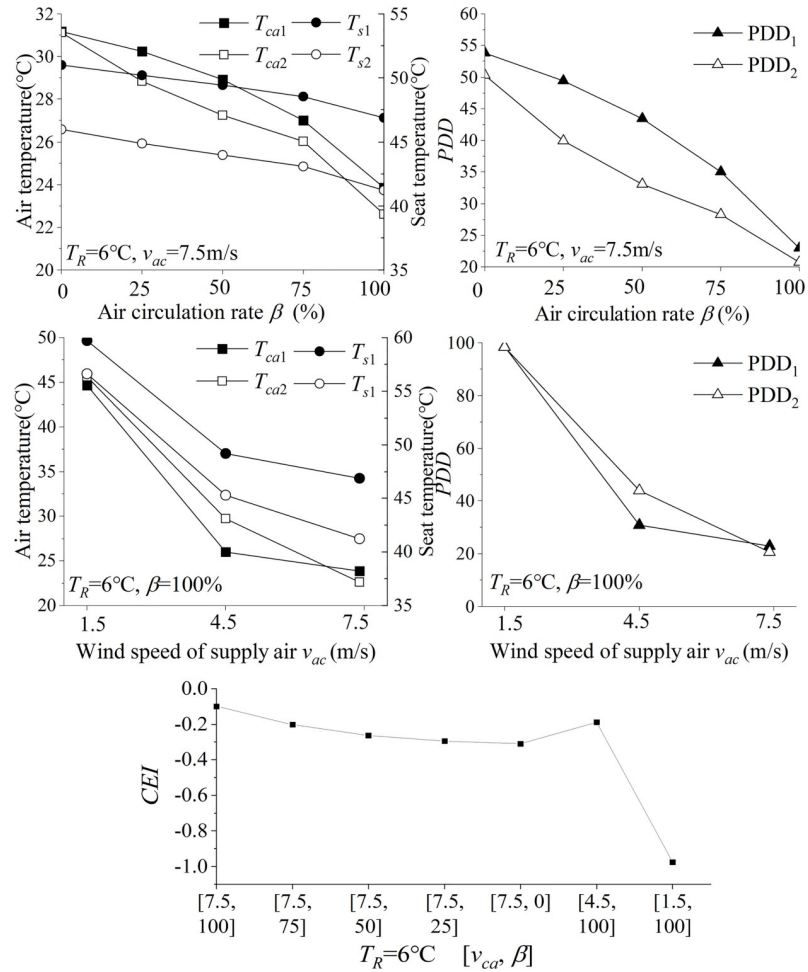 T_ca1 T_s1
T_ca2 T_s2
32
30
28
26
24
22
20
Air temperature(°C)
55
50
45
40
35
Seat temperature(°C)
T_R=6°C, v_ac=7.5m/s
0 25 50 75 100
Air circulation rate β (%)
PDD₁
PDD₂
60
55
50
45
40
35
30
25
20
PDD
T_R=6°C, v_ac=7.5m/s
0 25 50 75 100
Air circulation rate β (%)
T_ca1 T_s1
T_ca2 T_s1
50
45
40
35
30
25
20
Air temperature(°C)
60
55
50
45
40
35
Seat temperature(°C)
T_R=6°C, β=100%
1.5 4.5 7.5
Wind speed of supply air v_ac (m/s)
PDD₁
PDD₂
100
80
60
40
20
0
PDD
T_R=6°C, β=100%
1.5 4.5 7.5
Wind speed of supply air v_ac (m/s)
0.0
-0.2
-0.4
-0.6
-0.8
-1.0
CEI
[7.5, [7.5, [7.5, [7.5, [7.5, 0] [4.5, [1.5,
100] 75] 50] 25] 100] 100]
T_R=6°C [v_ca, β]